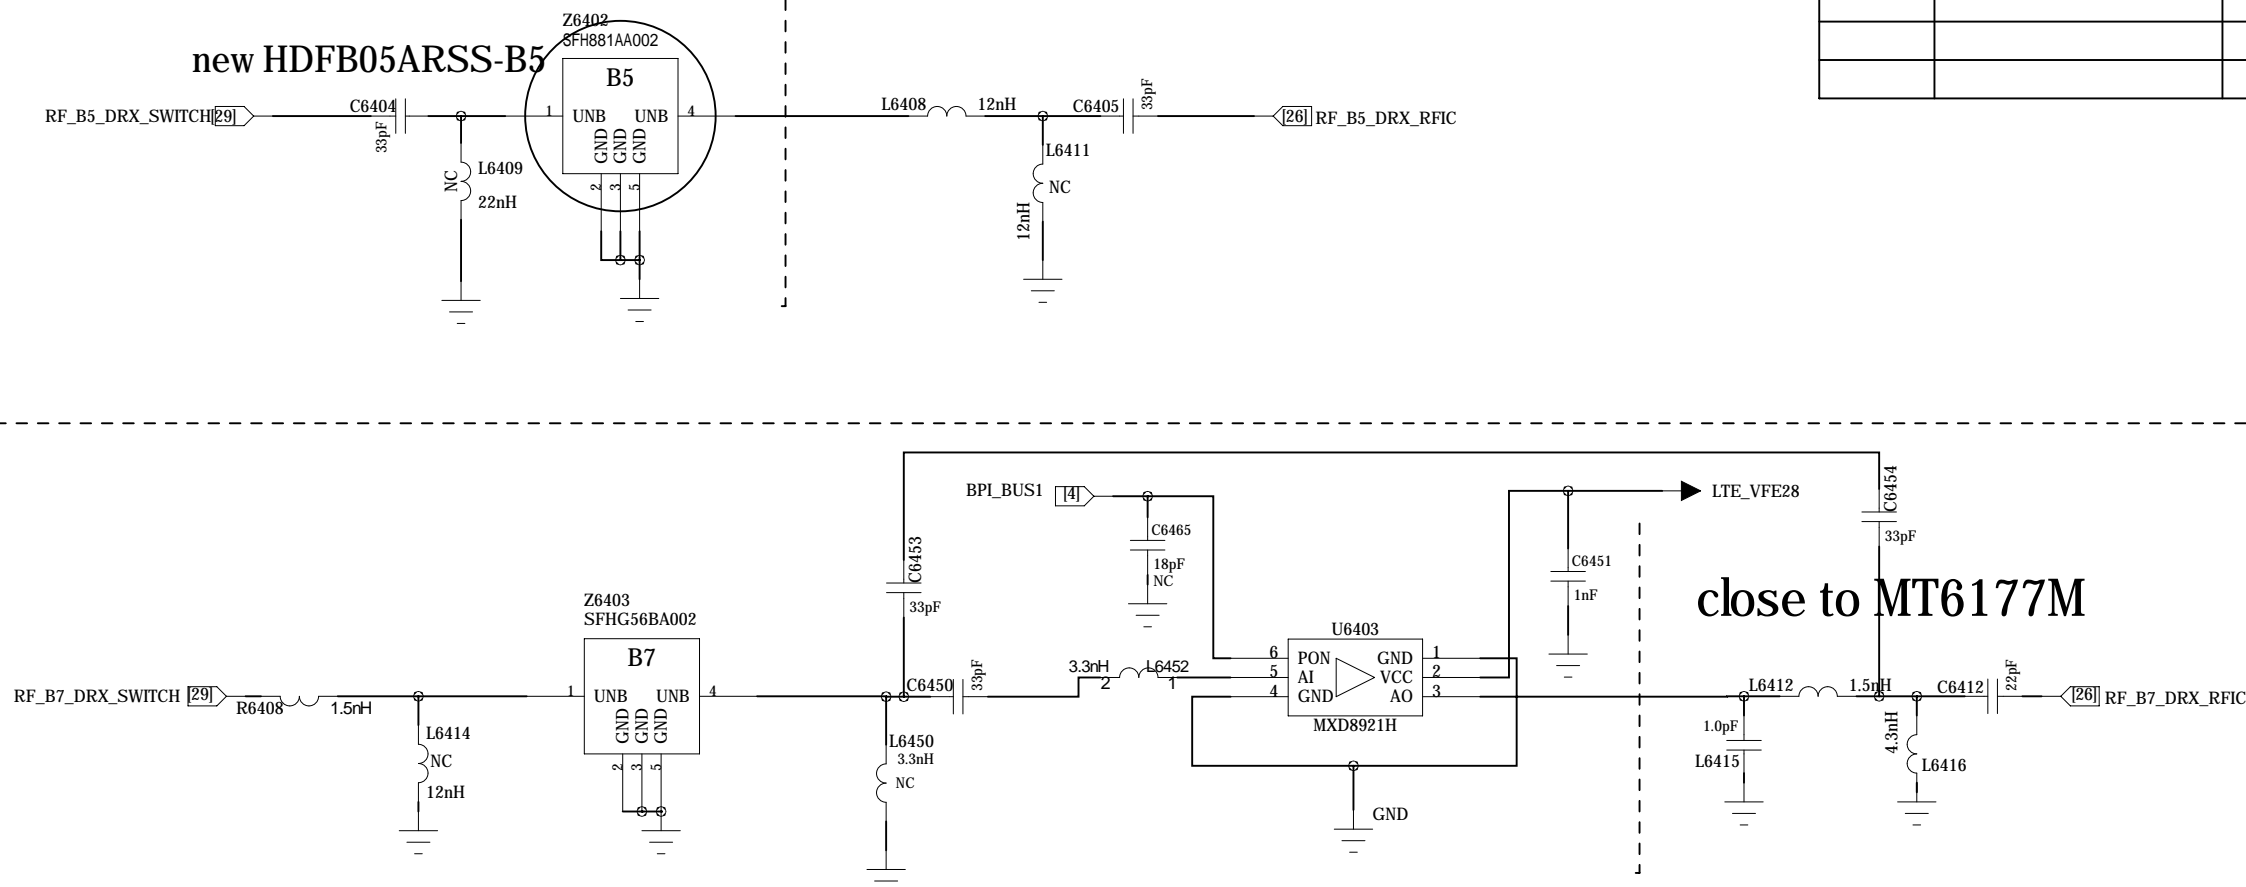 Z6402
SFH881AA002
new HDFB05ARSS-B5
B5
RF_B5_DRX_SWITCH [29]
C6404
33pF
1 UNB UNB 4
GND GND GND
2 3 5
L6409
NC
22nH
L6408 12nH
C6405 33pF
[26] RF_B5_DRX_RFIC
L6411
NC
12nH
BPI_BUS1 [4]
LTE_VFE28
C6454
33pF
C6465
18pF
NC
C6453
33pF
C6451
1nF
close to MT6177M
Z6403
SFHG56BA002
B7
RF_B7_DRX_SWITCH [29]
R6408 1.5nH
1 UNB UNB 4
GND GND GND
2 3 5
L6414
NC
12nH
C6450 33pF
L6450
3.3nH
NC
3.3nH L6452
2 1
U6403
6 PON GND 1
5 AI VCC 2
4 GND AO 3
MXD8921H
GND
L6412 1.5nH
C6412 22pF
[26] RF_B7_DRX_RFIC
1.0pF
L6415
4.3nH
L6416